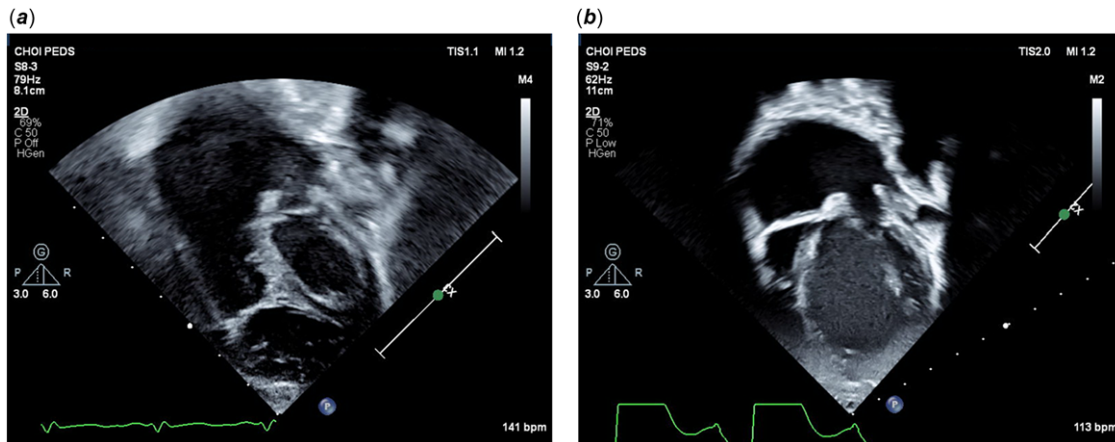 (a)
CHOI PEDS
TIS1.1 MI 1.2
S8-3
79Hz
8.1cm
M4
2D
69%
C 50
P Off
HGen
G
P R
3.0 6.0
P
141 bpm
(b)
CHOI PEDS
TIS2.0 MI 1.2
S9-2
62Hz
11cm
M2
2D
71%
C 50
P Low
HGen
G
P R
3.0 6.0
P
113 bpm